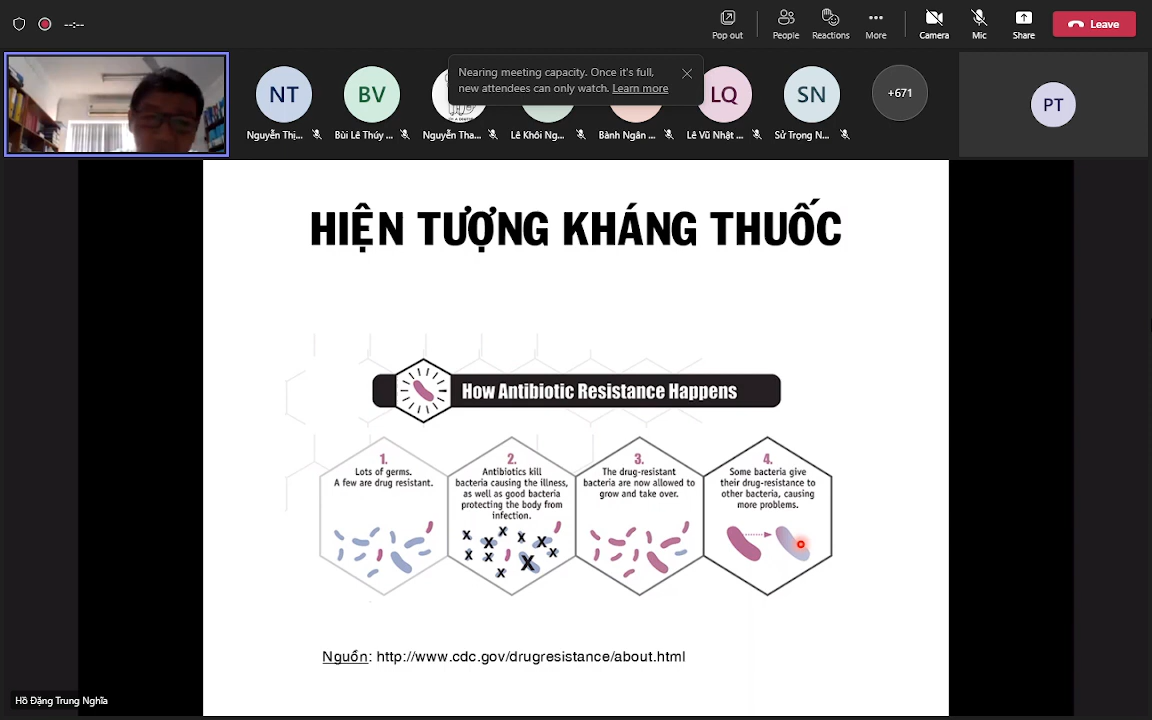 --:--
Pop out
People
Reactions
More
Camera
Mic
Share
Leave
Nearing meeting capacity. Once it's full,
new attendees can only watch. Learn more
NT
BV
LQ
SN
+671
PT
Nguyễn Thị...
Bùi Lê Thúy ...
Nguyễn Tha...
Lê Khôi Ng...
Bành Ngân ...
Lê Vũ Nhật ...
Sử Trọng N...
HIỆN TƯỢNG KHÁNG THUỐC
How Antibiotic Resistance Happens
1.
Lots of germs.
A few are drug resistant.
2.
Antibiotics kill
bacteria causing the illness,
as well as good bacteria
protecting the body from
infection.
3.
The drug-resistant
bacteria are now allowed to
grow and take over.
4.
Some bacteria give
their drug-resistance to
other bacteria, causing
more problems.
Nguồn: http://www.cdc.gov/drugresistance/about.html
Hồ Đặng Trung Nghĩa